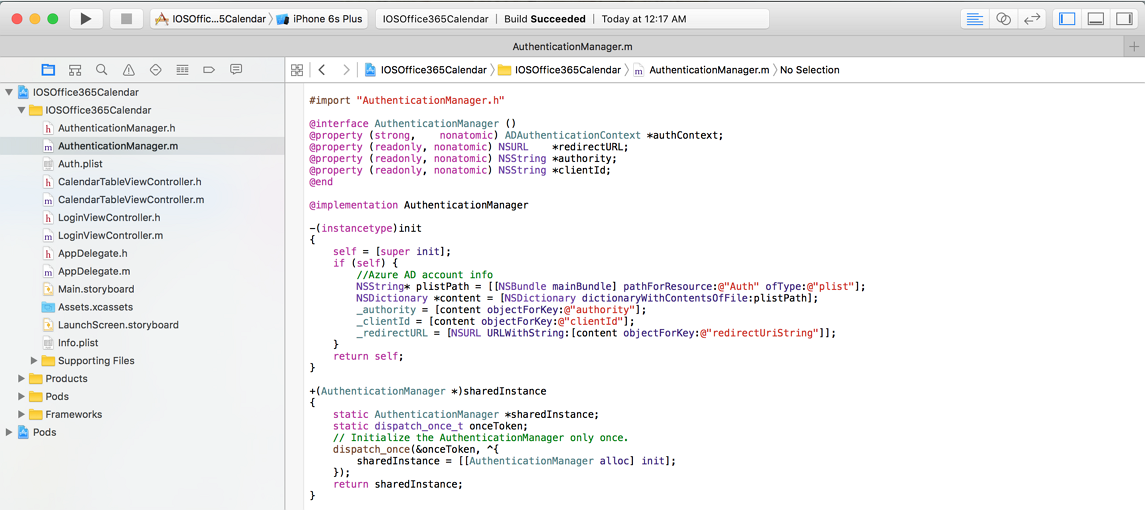 IOSOffic...5Calendar
iPhone 6s Plus
IOSOffice365Calendar | Build Succeeded | Today at 12:17 AM
AuthenticationManager.m
IOSOffice365Calendar
IOSOffice365Calendar
AuthenticationManager.m
No Selection
IOSOffice365Calendar
IOSOffice365Calendar
h AuthenticationManager.h
m AuthenticationManager.m
Auth.plist
h CalendarTableViewController.h
m CalendarTableViewController.m
h LoginViewController.h
m LoginViewController.m
h AppDelegate.h
m AppDelegate.m
Main.storyboard
Assets.xcassets
LaunchScreen.storyboard
Info.plist
Supporting Files
Products
Pods
Frameworks
Pods
#import "AuthenticationManager.h"
@interface AuthenticationManager ()
@property (strong,    nonatomic) ADAuthenticationContext *authContext;
@property (readonly, nonatomic) NSURL    *redirectURL;
@property (readonly, nonatomic) NSString *authority;
@property (readonly, nonatomic) NSString *clientId;
@end
@implementation AuthenticationManager
-(instancetype)init
{
    self = [super init];
    if (self) {
        //Azure AD account info
        NSString* plistPath = [[NSBundle mainBundle] pathForResource:@"Auth" ofType:@"plist"];
        NSDictionary *content = [NSDictionary dictionaryWithContentsOfFile:plistPath];
        _authority = [content objectForKey:@"authority"];
        _clientId = [content objectForKey:@"clientId"];
        _redirectURL = [NSURL URLWithString:[content objectForKey:@"redirectUriString"]];
    }
    return self;
}
+(AuthenticationManager *)sharedInstance
{
    static AuthenticationManager *sharedInstance;
    static dispatch_once_t onceToken;
    // Initialize the AuthenticationManager only once.
    dispatch_once(&onceToken, ^{
        sharedInstance = [[AuthenticationManager alloc] init];
    });
    return sharedInstance;
}